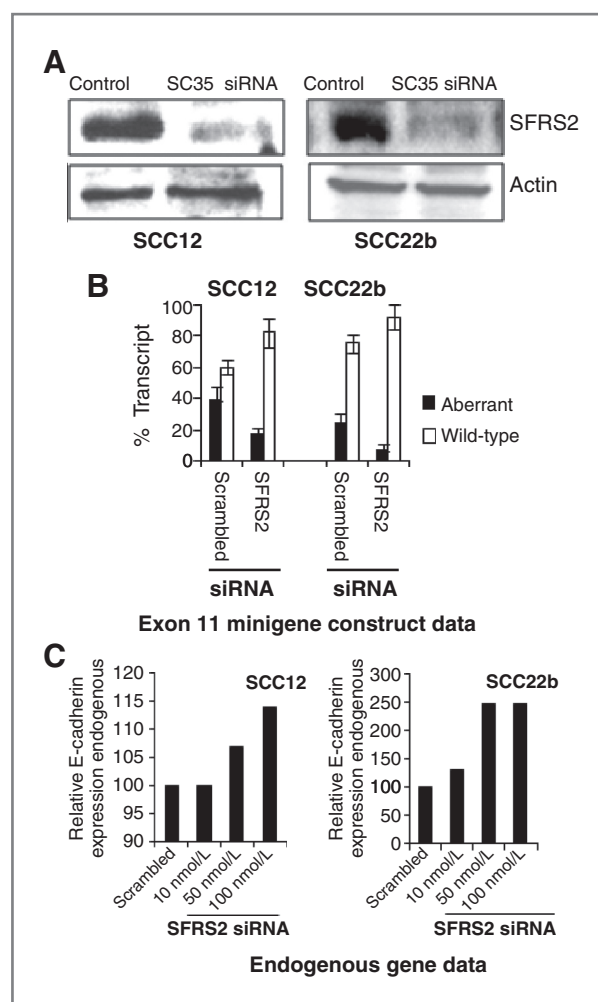 A
Control SC35 siRNA Control SC35 siRNA
SFRS2
Actin
SCC12 SCC22b
B
SCC12 SCC22b
% Transcript
100
80
60
40
20
0
Aberrant
Wild-type
Scrambled SFRS2 Scrambled SFRS2
siRNA siRNA
Exon 11 minigene construct data
C
SCC12
Relative E-cadherin
expression endogenous
120
115
110
105
100
95
90
Scrambled 10 nmol/L 50 nmol/L 100 nmol/L
SFRS2 siRNA
SCC22b
Relative E-cadherin
expression endogenous
300
250
200
150
100
50
0
Scrambled 10 nmol/L 50 nmol/L 100 nmol/L
SFRS2 siRNA
Endogenous gene data